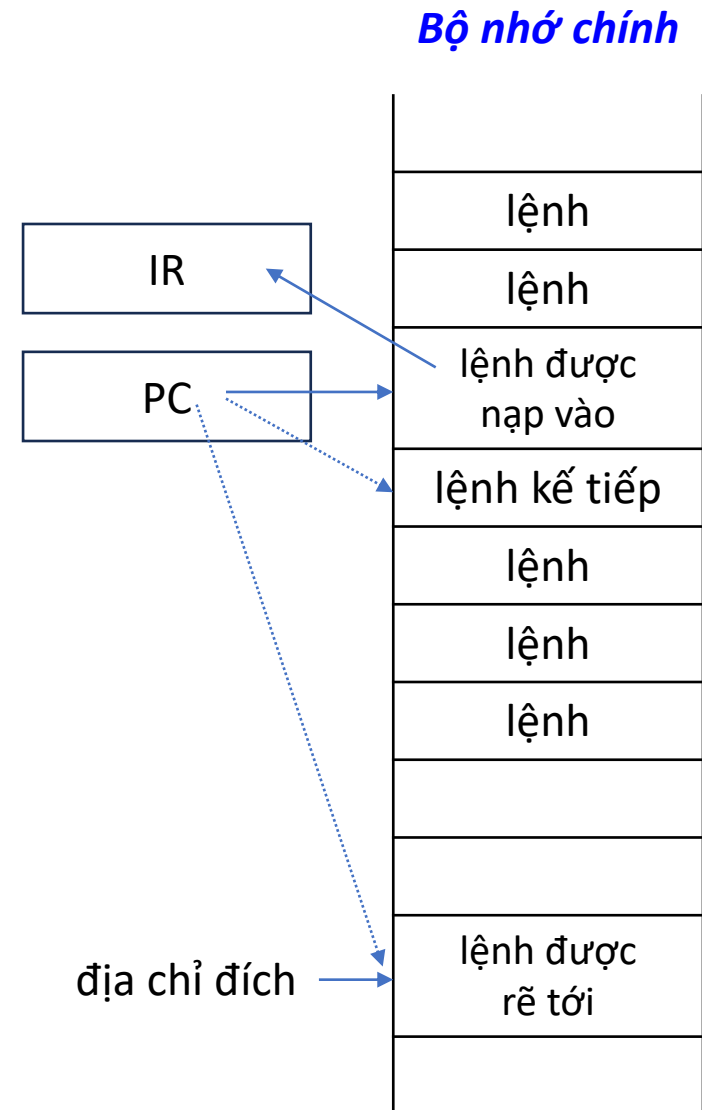 Bộ nhớ chính
lệnh
IR
lệnh
lệnh được
nạp vào
PC
lệnh kế tiếp
lệnh
lệnh
lệnh
lệnh được
rẽ tới
địa chỉ đích